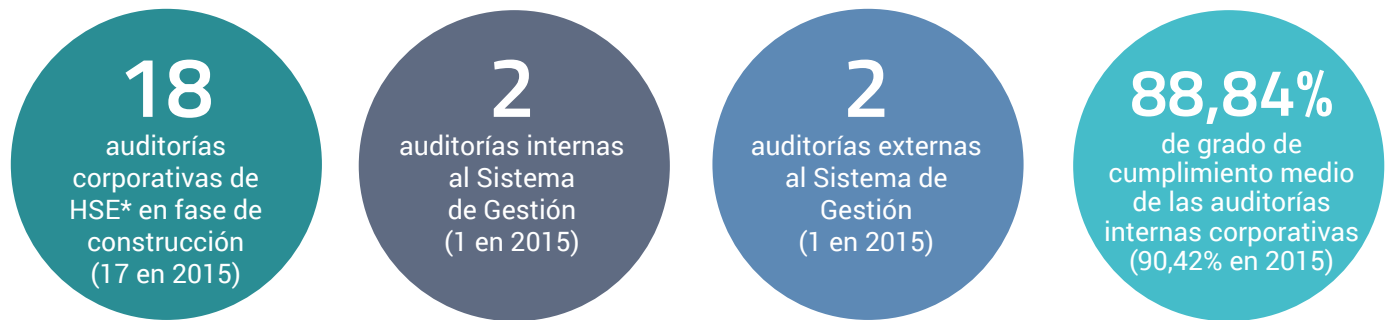 18
auditorías
corporativas de
HSE* en fase de
construcción
(17 en 2015)
2
auditorías internas
al Sistema
de Gestión
(1 en 2015)
2
auditorías externas
al Sistema de
Gestión
(1 en 2015)
88,84%
de grado de
cumplimiento medio
de las auditorías
internas corporativas
(90,42% en 2015)